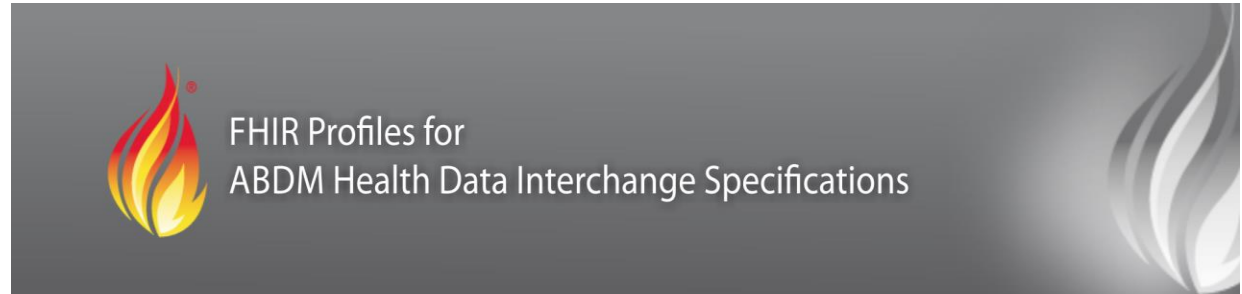 ®
FHIR Profiles for
ABDM Health Data Interchange Specifications